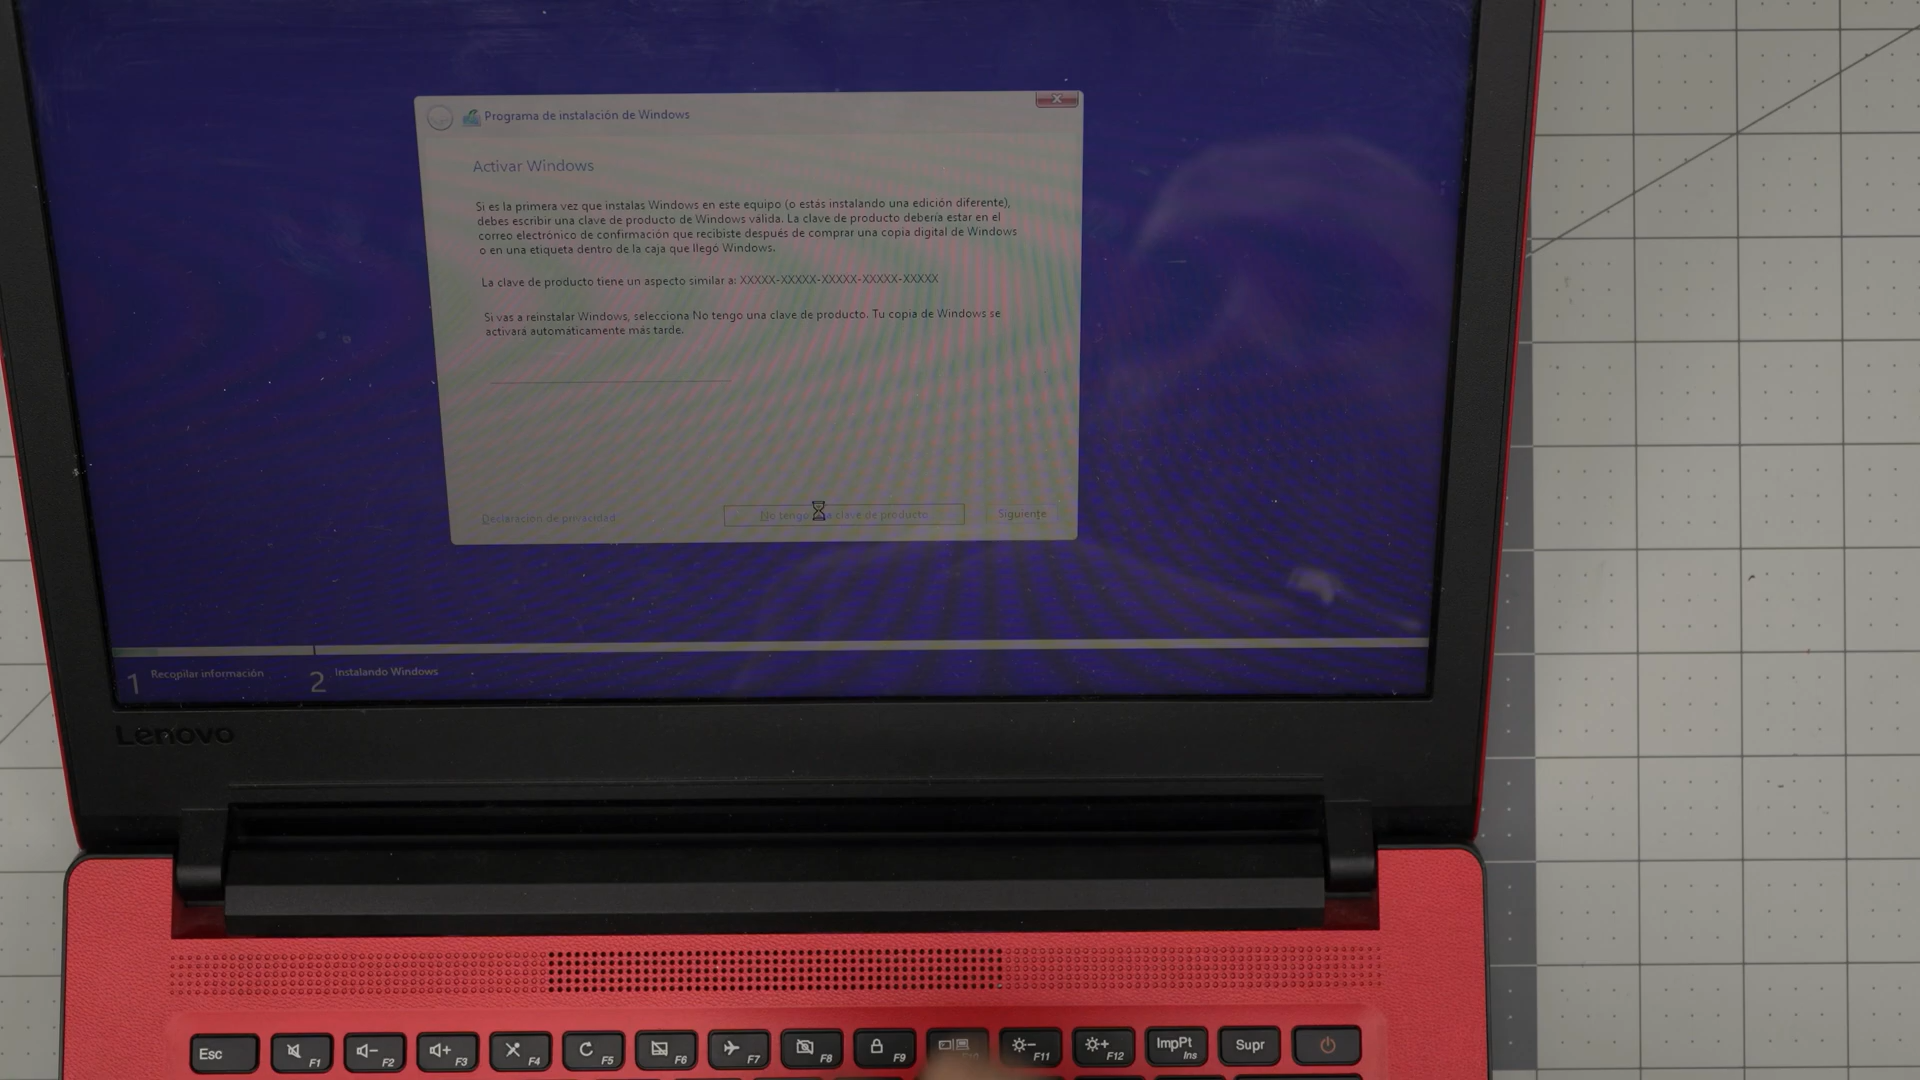 Programa de instalación de Windows
Activar Windows
Si es la primera vez que instalas Windows en este equipo (o estás instalando una edición diferente),
debes escribir una clave de producto de Windows válida. La clave de producto debería estar en el
correo electrónico de confirmación que recibiste después de comprar una copia digital de Windows
o en una etiqueta dentro de la caja que llegó Windows.
La clave de producto tiene un aspecto similar a: XXXXX-XXXXX-XXXXX-XXXXX-XXXXX
Si vas a reinstalar Windows, selecciona No tengo una clave de producto. Tu copia de Windows se
activará automáticamente más tarde.
Declaración de privacidad
No tengo clave de producto
Siguiente
1 Recopilar información
2 Instalando Windows
Lenovo
Esc
F1
F2
F3
F4
F5
F6
F7
F8
F9
F11
F12
ImpPt
Ins
Supr